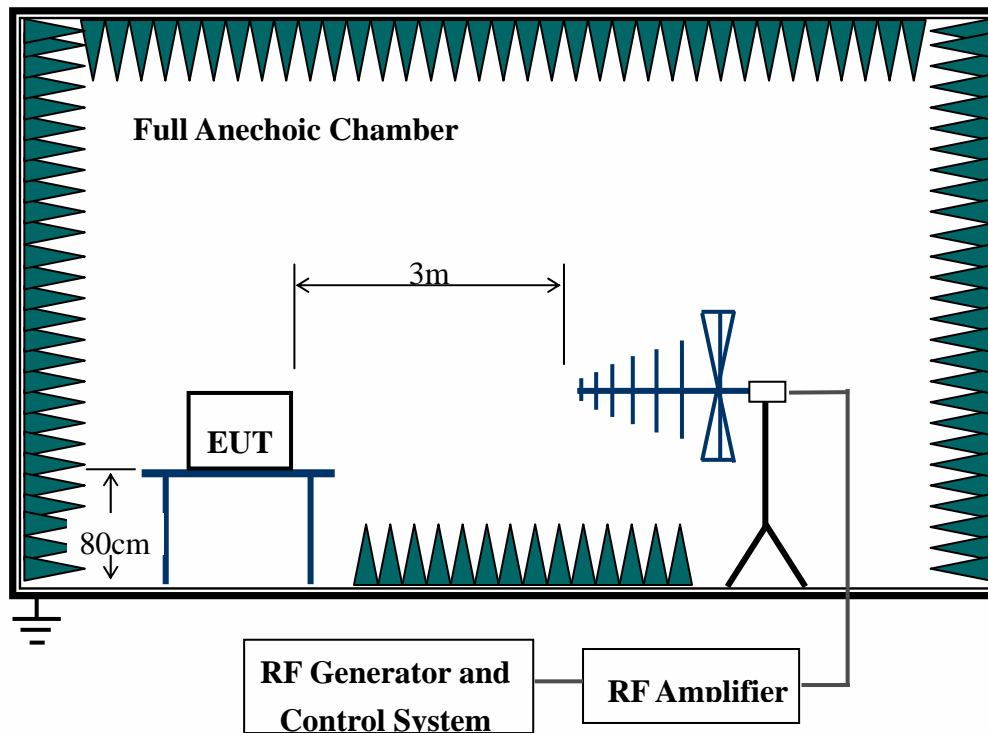 Full Anechoic Chamber
3m
EUT
80cm
RF Generator and
Control System
RF Amplifier